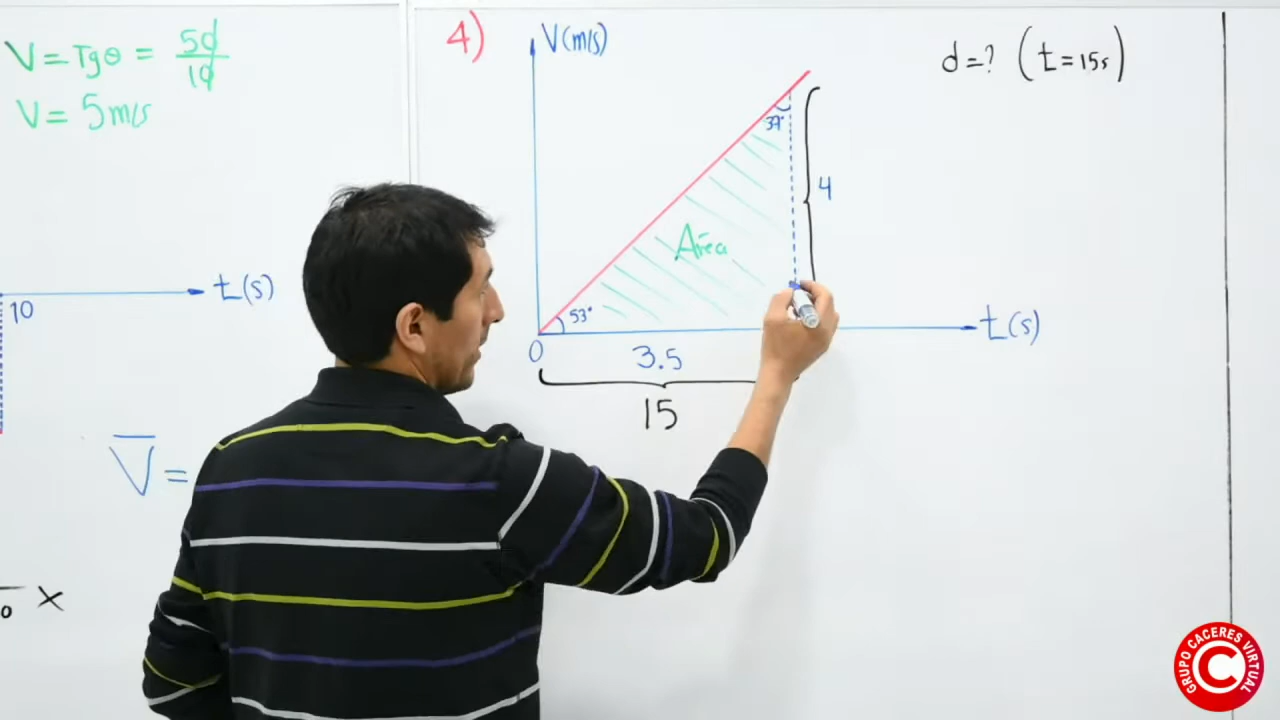 V = Tgθ = 50/10
V = 5 m/s
10
t(s)
V =
x
4)
V(m/s)
37°
4
Área
53°
0
3.5
t(s)
15
d = ? (t = 15s)
GRUPO CACERES VIRTUAL
C